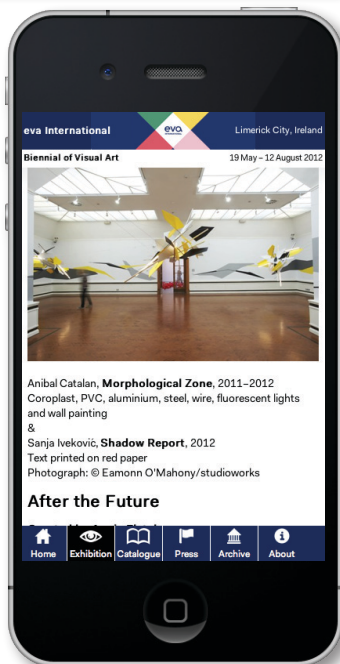 eva International
eva
INTERNATIONAL
Limerick City, Ireland
Biennial of Visual Art
19 May – 12 August 2012
Anibal Catalan, Morphological Zone, 2011–2012
Coroplast, PVC, aluminium, steel, wire, fluorescent lights
and wall painting
&
Sanja Ivekovic, Shadow Report, 2012
Text printed on red paper
Photograph: © Eamonn O'Mahony/studioworks
After the Future
Home
Exhibition
Catalogue
Press
Archive
About